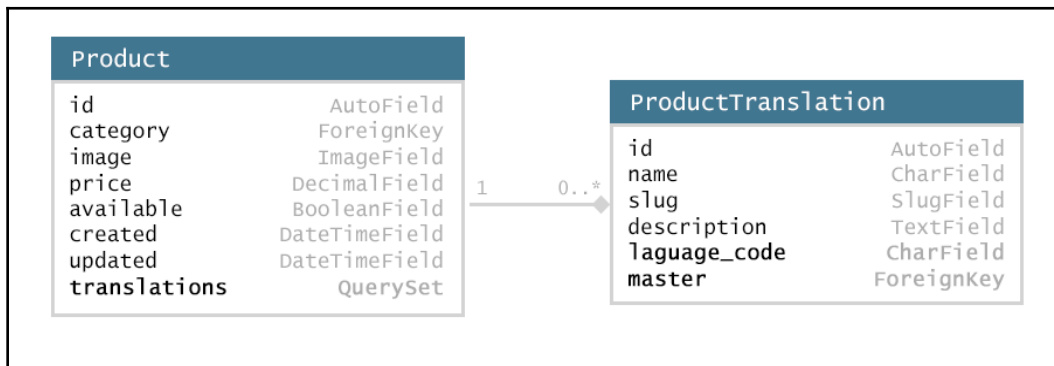 Product
id AutoField
category ForeignKey
image ImageField
price DecimalField
available BooleanField
created DateTimeField
updated DateTimeField
translations QuerySet
1 0..*
ProductTranslation
id AutoField
name CharField
slug SlugField
description TextField
laguage_code CharField
master ForeignKey